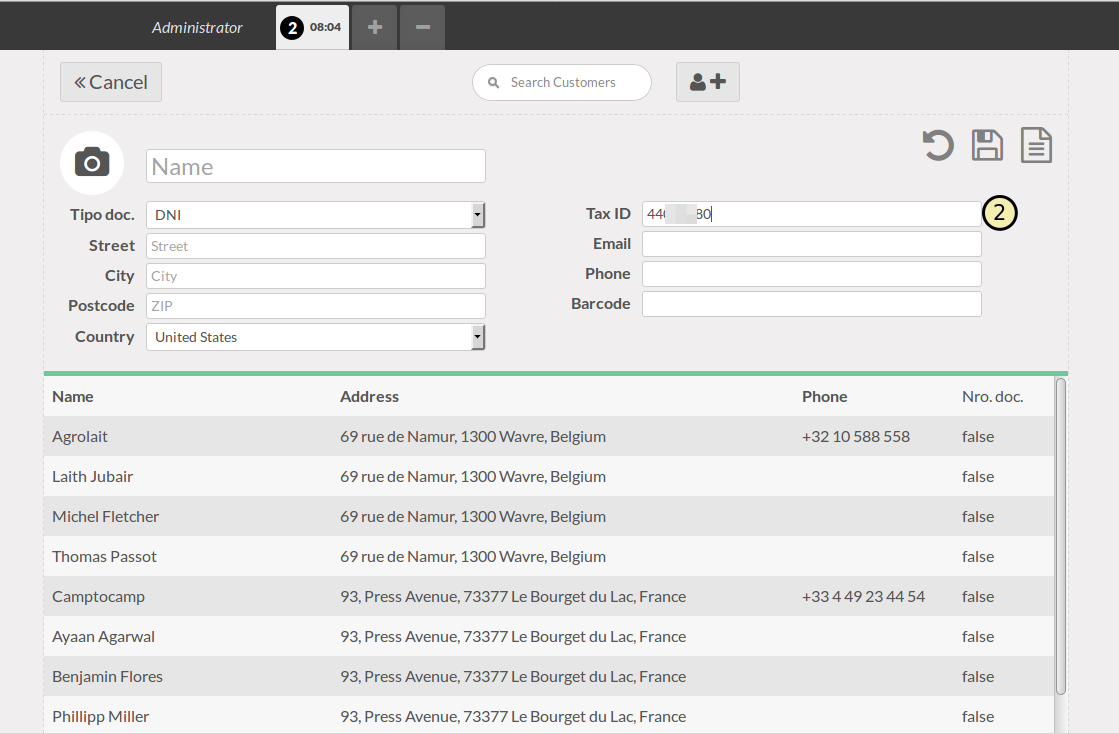 Administrator 2 08:04
Cancel Search Customers
Name
Tipo doc. DNI
Street Street
City City
Postcode ZIP
Country United States
Tax ID 2
Email
Phone
Barcode
Name Address Phone Nro. doc.
Agrolait 69 rue de Namur, 1300 Wavre, Belgium +32 10 588 558 false
Laith Jubair 69 rue de Namur, 1300 Wavre, Belgium false
Michel Fletcher 69 rue de Namur, 1300 Wavre, Belgium false
Thomas Passot 69 rue de Namur, 1300 Wavre, Belgium false
Camptocamp 93, Press Avenue, 73377 Le Bourget du Lac, France +33 4 49 23 44 54 false
Ayaan Agarwal 93, Press Avenue, 73377 Le Bourget du Lac, France false
Benjamin Flores 93, Press Avenue, 73377 Le Bourget du Lac, France false
Phillipp Miller 93, Press Avenue, 73377 Le Bourget du Lac, France false